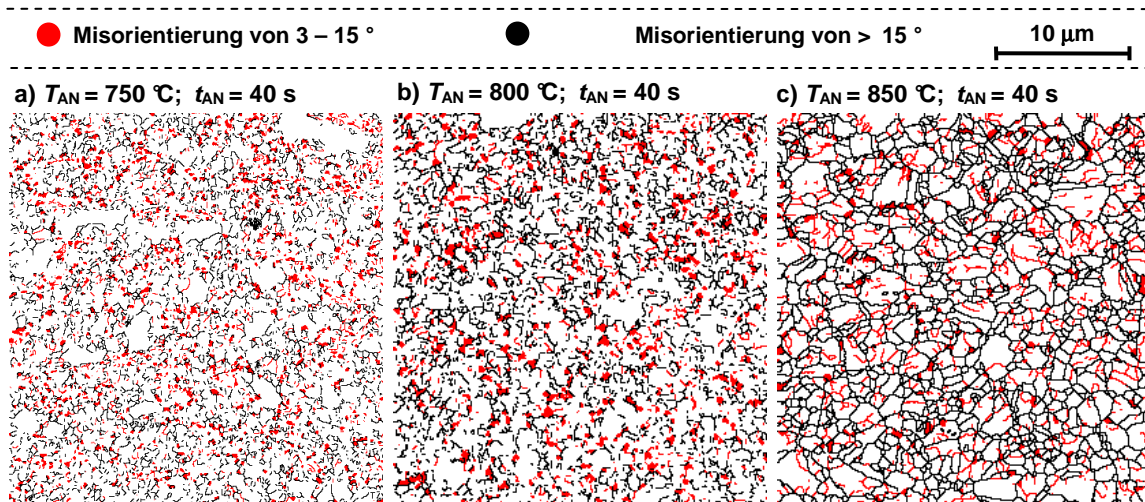 Misorientierung von 3 – 15 ° Misorientierung von > 15 ° 10 µm
a) TAN = 750 °C; tAN = 40 s b) TAN = 800 °C; tAN = 40 s c) TAN = 850 °C; tAN = 40 s